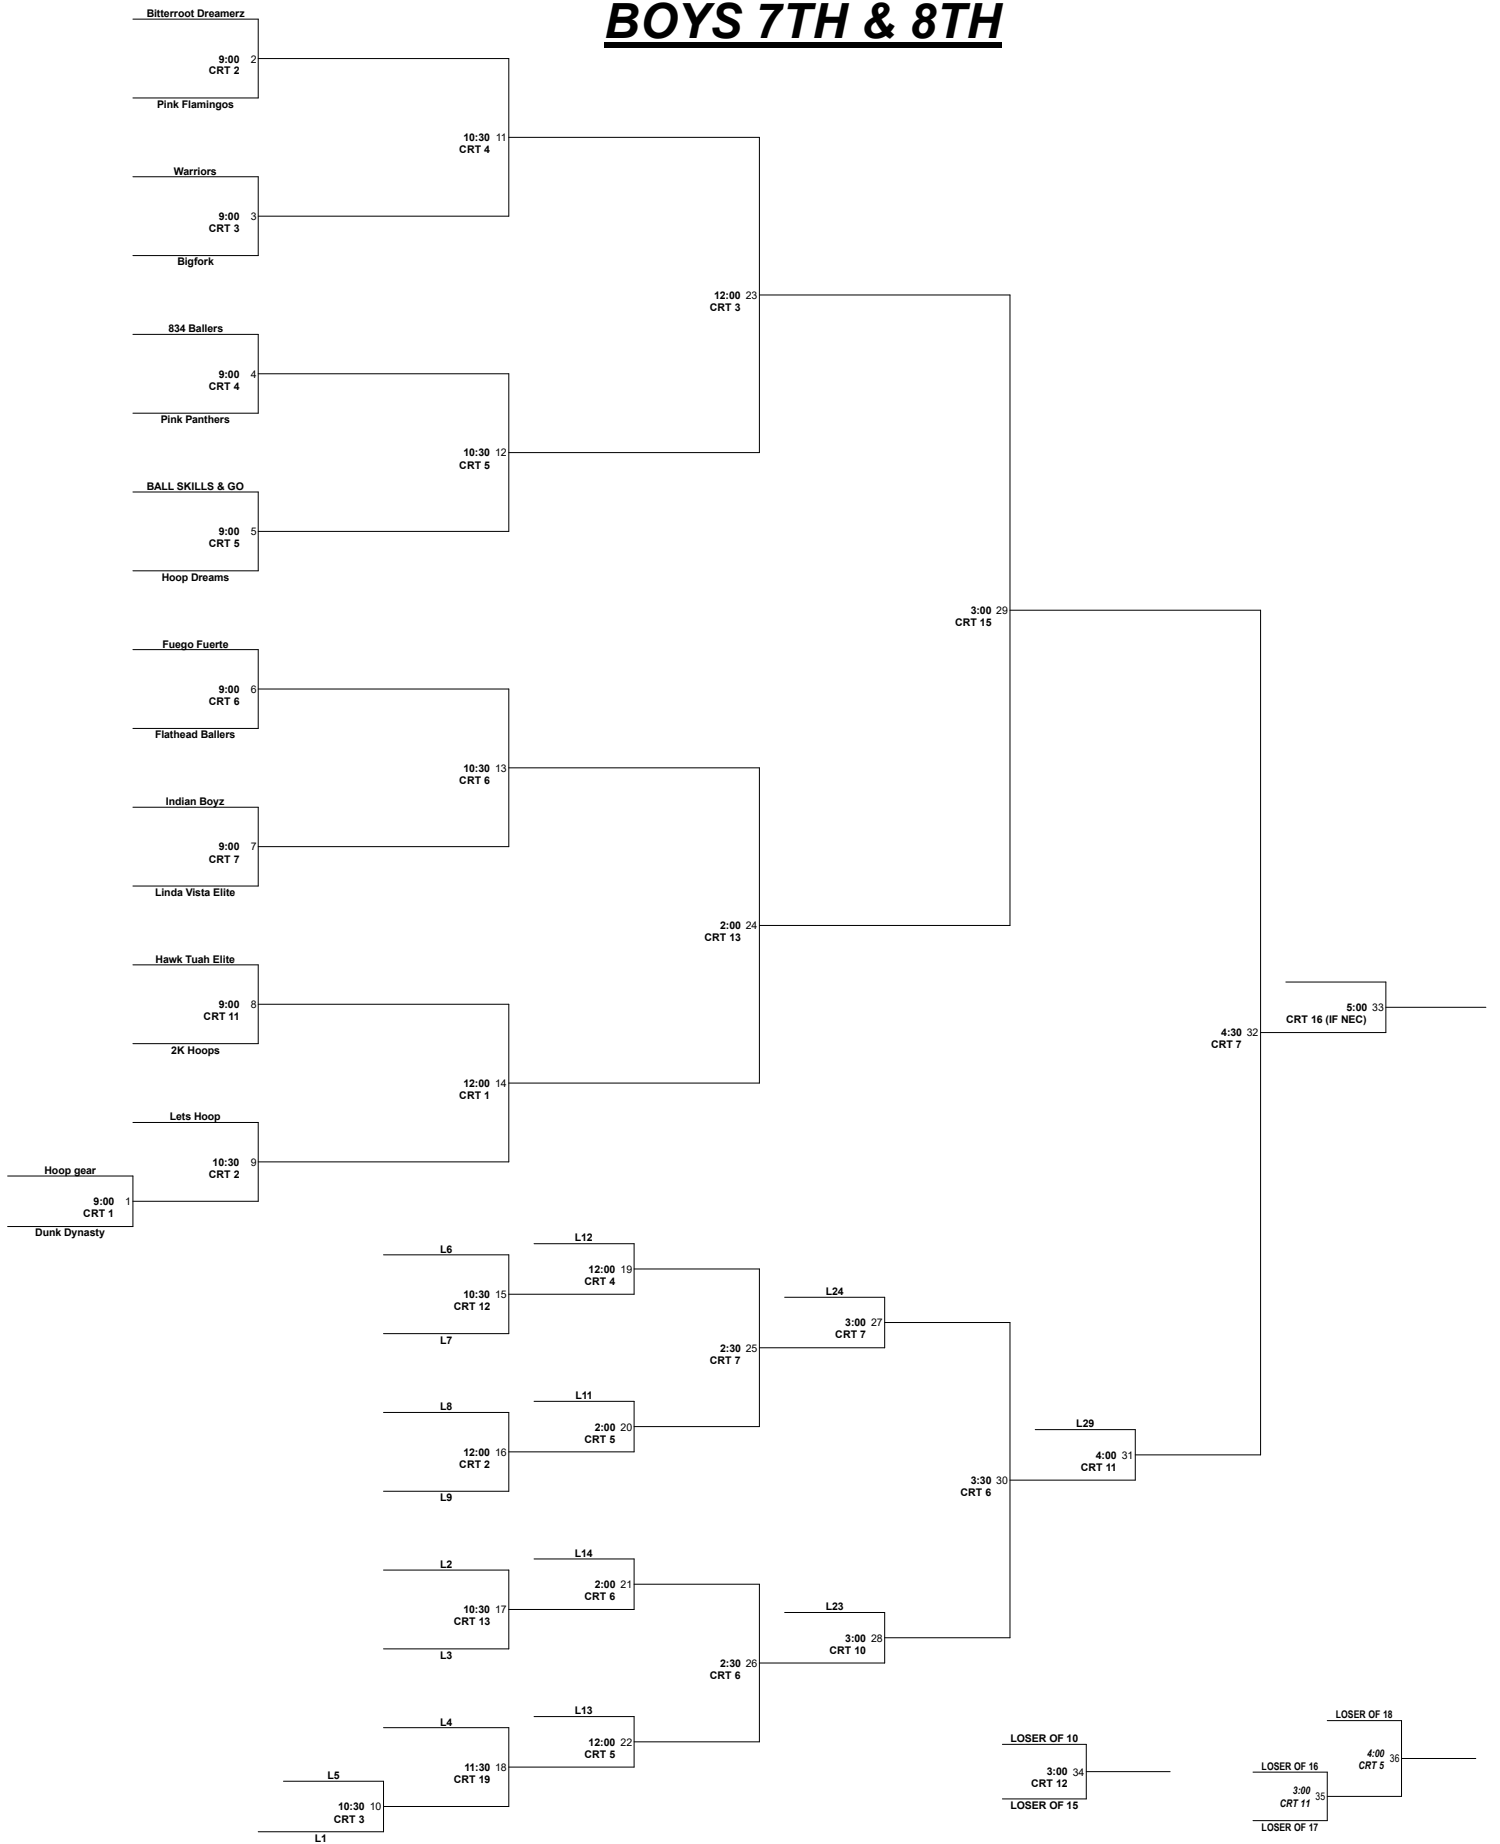 BOYS 7TH & 8TH
Bitterroot Dreamerz
9:00 2
CRT 2
Pink Flamingos
10:30 11
CRT 4
Warriors
9:00 3
CRT 3
Bigfork
12:00 23
CRT 3
834 Ballers
9:00 4
CRT 4
Pink Panthers
10:30 12
CRT 5
BALL SKILLS & GO
9:00 5
CRT 5
Hoop Dreams
3:00 29
CRT 15
Fuego Fuerte
9:00 6
CRT 6
Flathead Ballers
10:30 13
CRT 6
Indian Boyz
9:00 7
CRT 7
Linda Vista Elite
2:00 24
CRT 13
Hawk Tuah Elite
9:00 8
CRT 11
2K Hoops
5:00 33
CRT 16 (IF NEC)
4:30 32
CRT 7
12:00 14
CRT 1
Lets Hoop
10:30 9
CRT 2
Hoop gear
9:00 1
CRT 1
Dunk Dynasty
L12
L6
12:00 19
CRT 4
10:30 15
CRT 12
L7
L24
3:00 27
CRT 7
2:30 25
CRT 7
L11
L8
2:00 20
CRT 5
12:00 16
CRT 2
L9
L29
4:00 31
CRT 11
3:30 30
CRT 6
L14
L2
2:00 21
CRT 6
10:30 17
CRT 13
L3
L23
3:00 28
CRT 10
2:30 26
CRT 6
L13
L4
12:00 22
CRT 5
11:30 18
CRT 19
L5
10:30 10
CRT 3
L1
LOSER OF 10
3:00 34
CRT 12
LOSER OF 15
LOSER OF 18
4:00 36
CRT 5
LOSER OF 16
3:00 35
CRT 11
LOSER OF 17